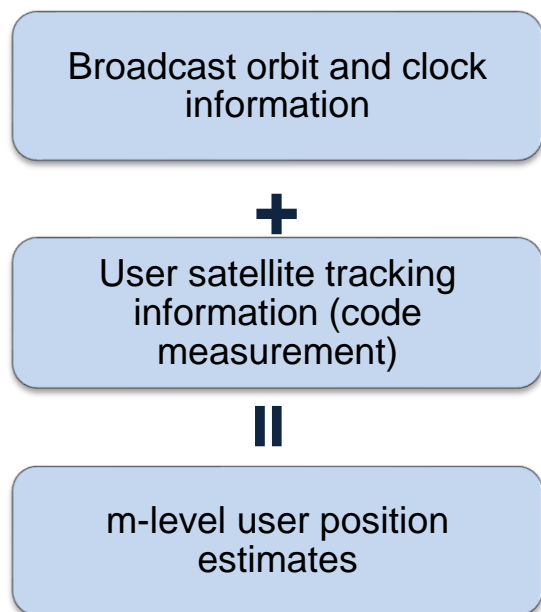 Broadcast orbit and clock
information
+
User satellite tracking
information (code
measurement)
=
m-level user position
estimates